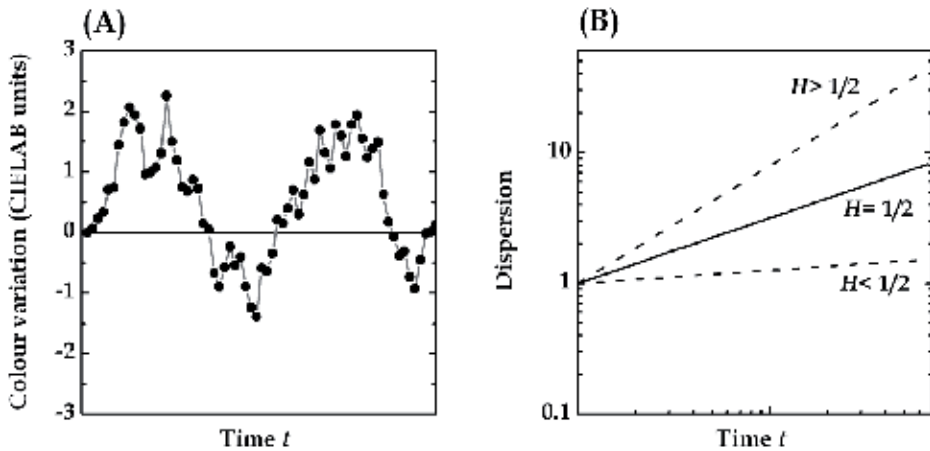 (A)
(B)
Colour variation (CIELAB units)
3
2
1
0
-1
-2
-3
Time t
Dispersion
10
1
0.1
H> 1/2
H= 1/2
H< 1/2
Time t